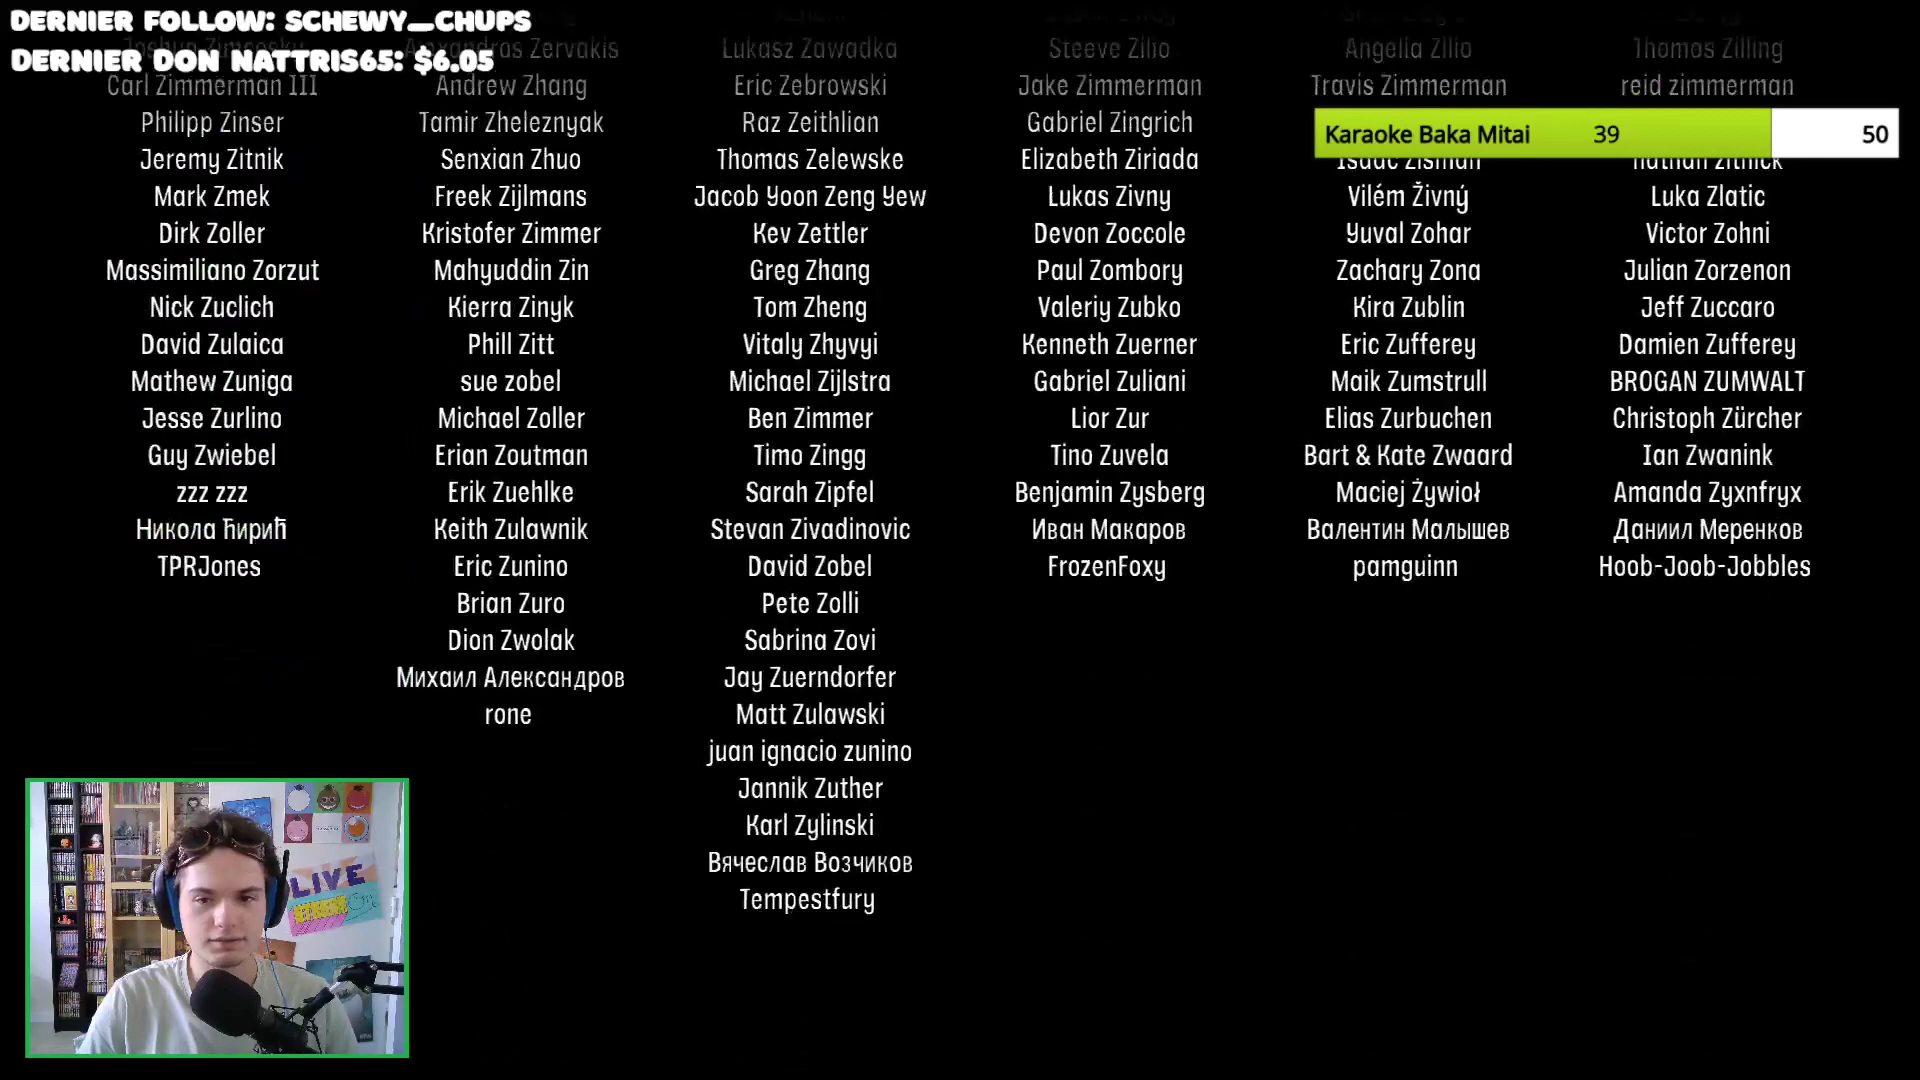 DERNIER FOLLOW: SCHEWY_CHUPS
DERNIER DON NATTRIS65: $6.05
Karaoke Baka Mitai 39 50
Carl Zimmerman III
Philipp Zinser
Jeremy Zitnik
Mark Zmek
Dirk Zoller
Massimiliano Zorzut
Nick Zuclich
David Zulaica
Mathew Zuniga
Jesse Zurlino
Guy Zwiebel
zzz zzz
Никола Ћирић
TPRJones
Zervakis
Andrew Zhang
Tamir Zheleznyak
Senxian Zhuo
Freek Zijlmans
Kristofer Zimmer
Mahyuddin Zin
Kierra Zinyk
Phill Zitt
sue zobel
Michael Zoller
Erian Zoutman
Erik Zuehlke
Keith Zulawnik
Eric Zunino
Brian Zuro
Dion Zwolak
Михаил Александров
rone
Lukasz Zawadka
Eric Zebrowski
Raz Zeithlian
Thomas Zelewske
Jacob Yoon Zeng Yew
Kev Zettler
Greg Zhang
Tom Zheng
Vitaly Zhyvyi
Michael Zijlstra
Ben Zimmer
Timo Zingg
Sarah Zipfel
Stevan Zivadinovic
David Zobel
Pete Zolli
Sabrina Zovi
Jay Zuerndorfer
Matt Zulawski
juan ignacio zunino
Jannik Zuther
Karl Zylinski
Вячеслав Возчиков
Tempestfury
Steeve Zilio
Jake Zimmerman
Gabriel Zingrich
Elizabeth Ziriada
Lukas Zivny
Devon Zoccole
Paul Zombory
Valeriy Zubko
Kenneth Zuerner
Gabriel Zuliani
Lior Zur
Tino Zuvela
Benjamin Zysberg
Иван Макаров
FrozenFoxy
Angelia Zilio
Travis Zimmerman
Isaac Zisman
Vilém Živný
Yuval Zohar
Zachary Zona
Kira Zublin
Eric Zufferey
Maik Zumstrull
Elias Zurbuchen
Bart & Kate Zwaard
Maciej Żywioł
Валентин Малышев
pamguinn
Thomas Zilling
reid zimmerman
nathan zitnick
Luka Zlatic
Victor Zohni
Julian Zorzenon
Jeff Zuccaro
Damien Zufferey
BROGAN ZUMWALT
Christoph Zürcher
Ian Zwanink
Amanda Zyxnfryx
Даниил Меренков
Hoob-Joob-Jobbles
LIVE